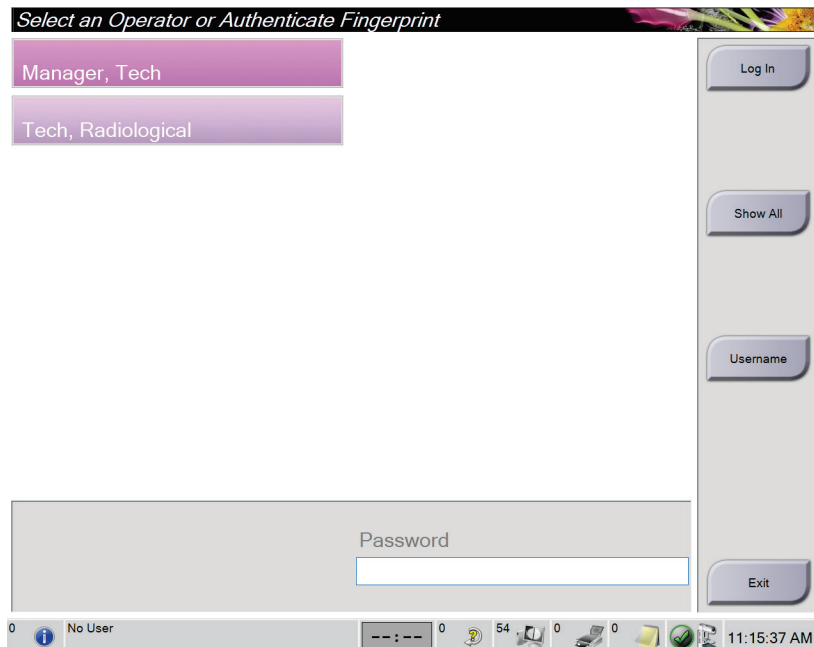 Select an Operator or Authenticate Fingerprint
Manager, Tech
Log In
Tech, Radiological
Show All
Username
Password
Exit
0 No User --:-- 0 54 0 0 11:15:37 AM